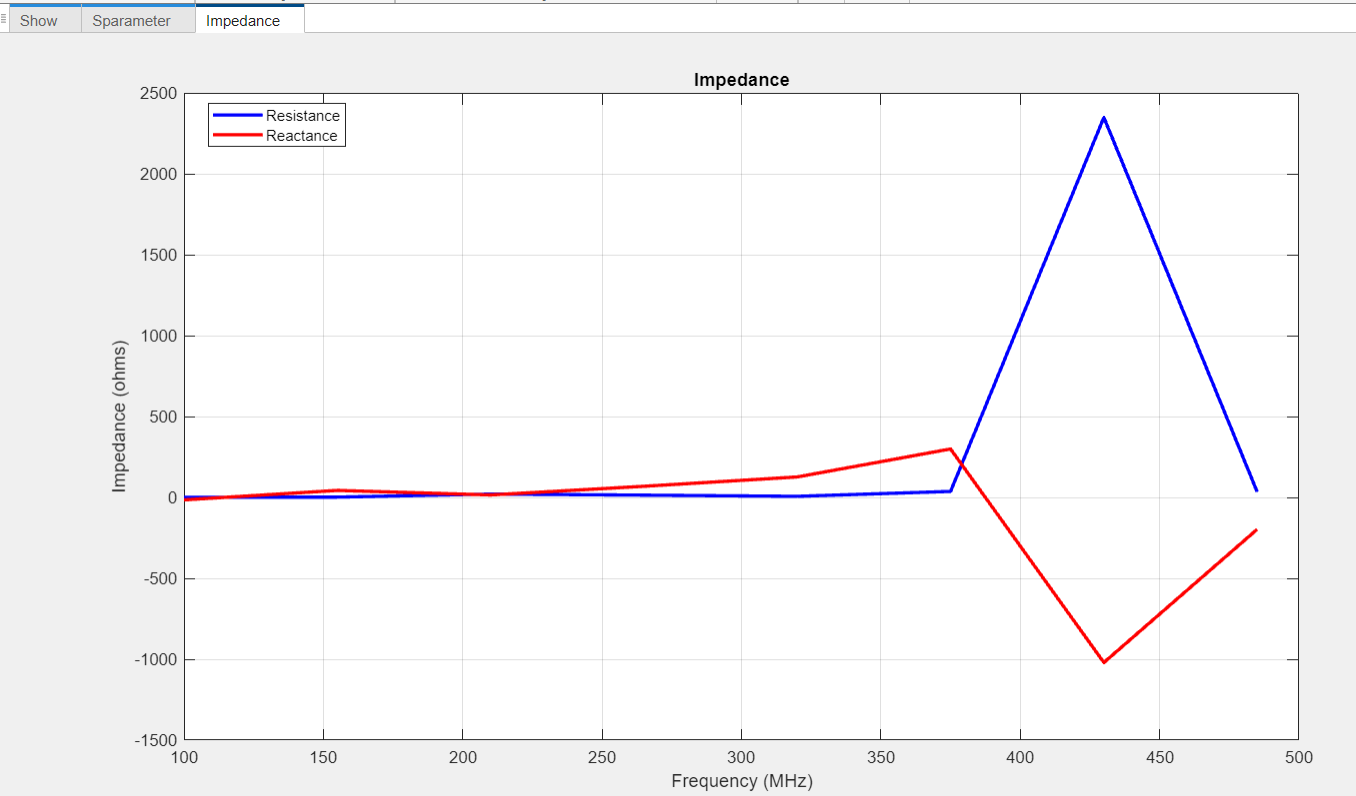 Show Sparameter Impedance
Impedance
2500
Resistance
Reactance
2000
1500
1000
500
0
-500
-1000
-1500
Impedance (ohms)
100 150 200 250 300 350 400 450 500
Frequency (MHz)